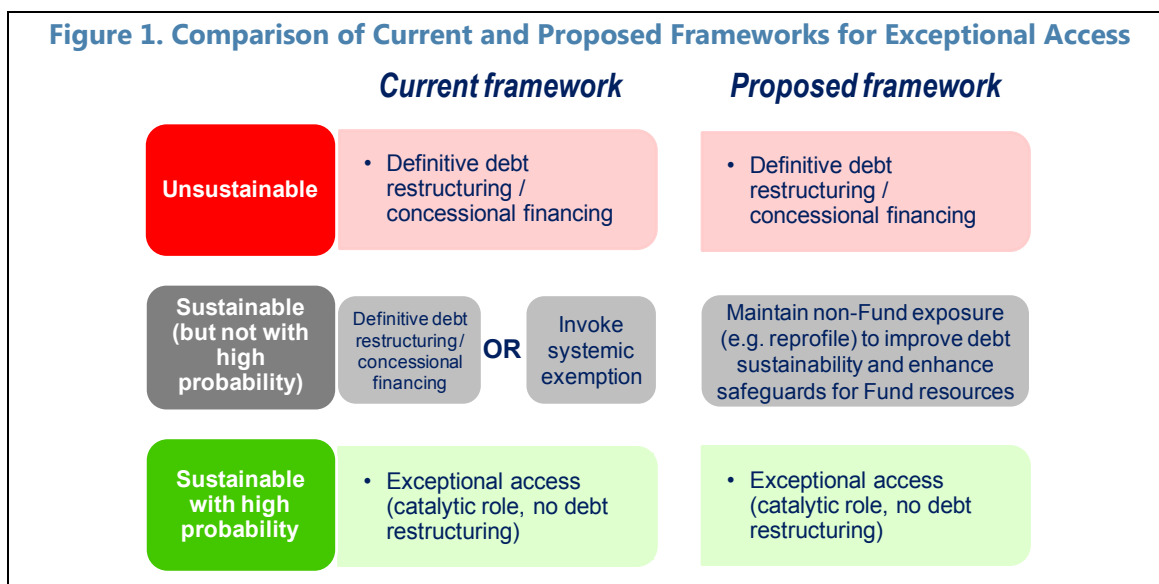 Figure 1. Comparison of Current and Proposed Frameworks for Exceptional Access
Current framework
Proposed framework
Unsustainable
• Definitive debt
restructuring /
concessional financing
• Definitive debt
restructuring /
concessional financing
Sustainable
(but not with
high
probability)
Definitive debt
restructuring/
concessional
financing
OR
Invoke
systemic
exemption
Maintain non-Fund exposure
(e.g. reprofile) to improve debt
sustainability and enhance
safeguards for Fund resources
Sustainable
with high
probability
• Exceptional access
(catalytic role, no debt
restructuring)
• Exceptional access
(catalytic role, no debt
restructuring)